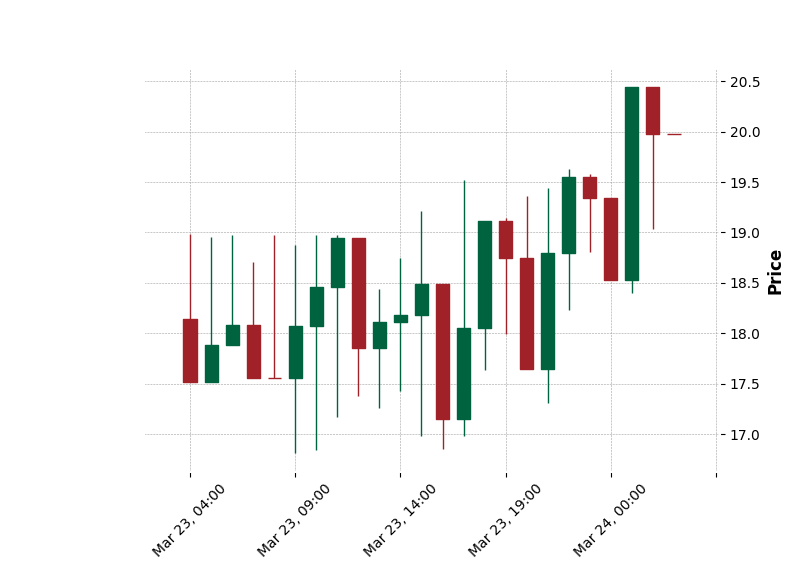 20.5
20.0
19.5
19.0
18.5
18.0
17.5
17.0
Price
Mar 23, 04:00
Mar 23, 09:00
Mar 23, 14:00
Mar 23, 19:00
Mar 24, 00:00